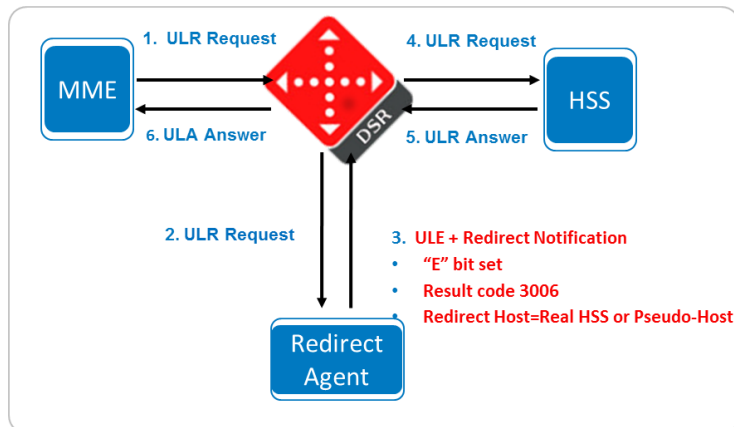 1. ULR Request
4. ULR Request
MME
HSS
DSR
6. ULA Answer
5. ULR Answer
2. ULR Request
3. ULE + Redirect Notification
• “E” bit set
• Result code 3006
• Redirect Host=Real HSS or Pseudo-Host
Redirect
Agent